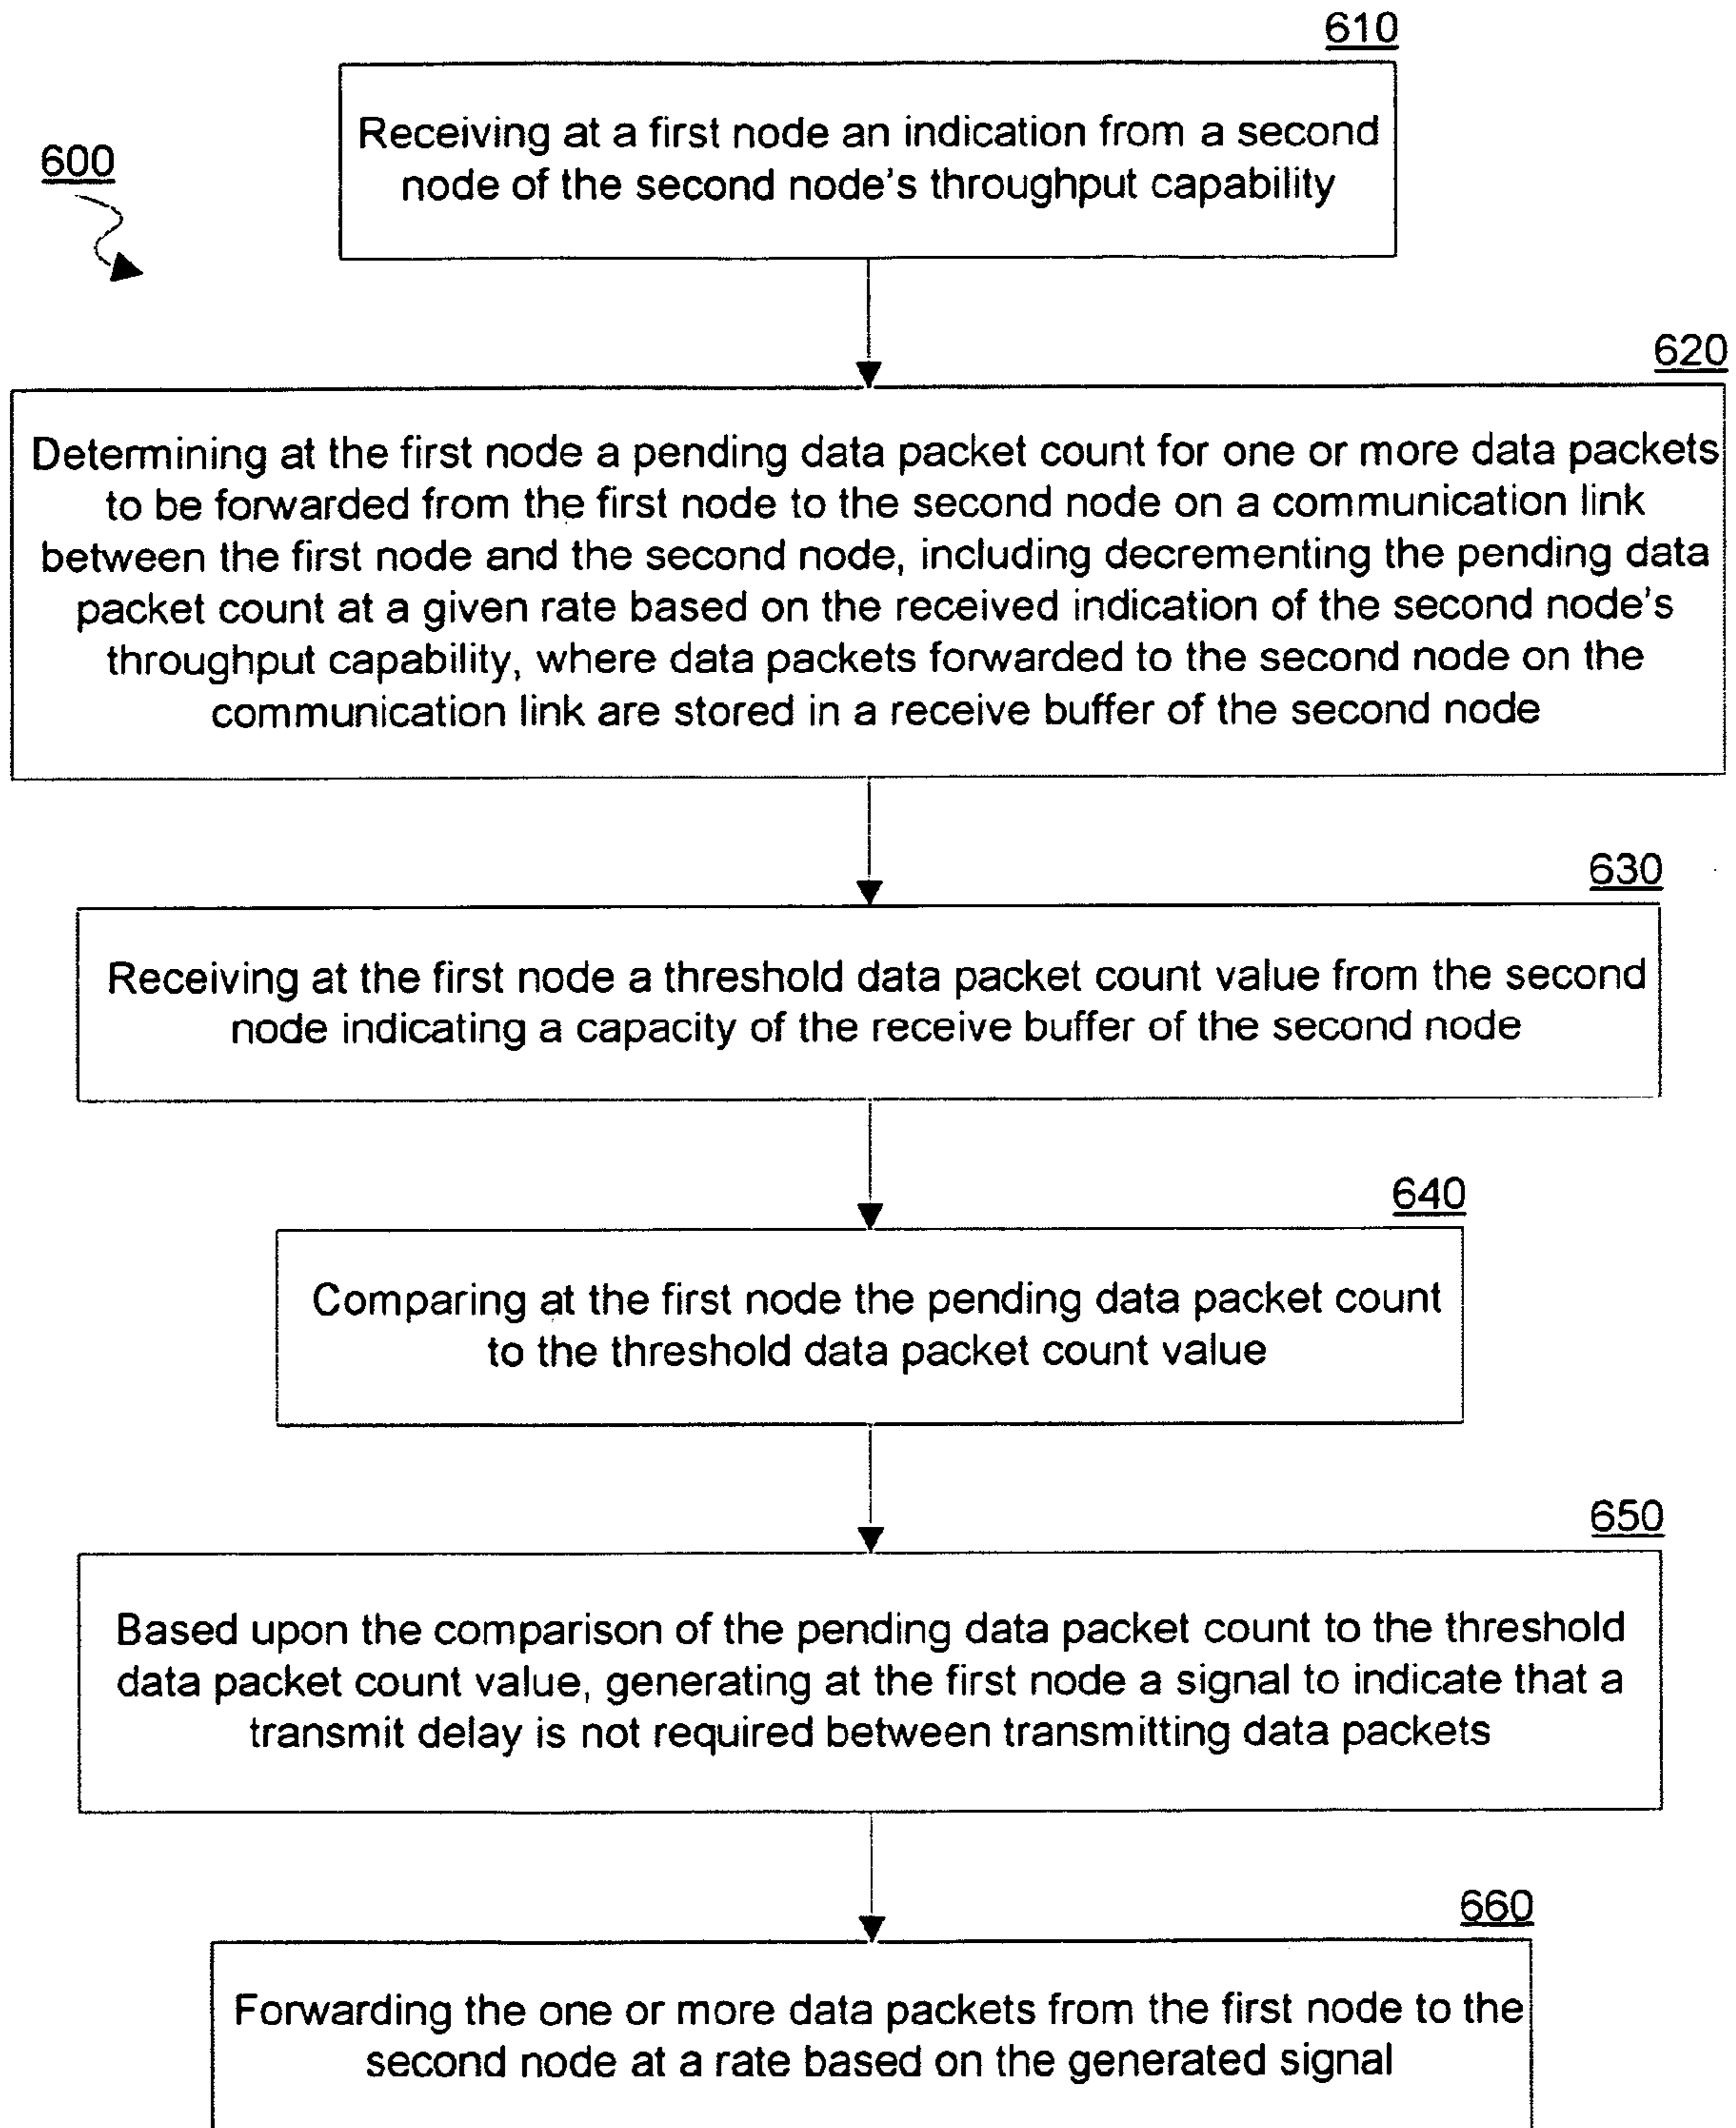 610
Receiving at a first node an indication from a second
node of the second node's throughput capability
600
620
Determining at the first node a pending data packet count for one or more data packets
to be forwarded from the first node to the second node on a communication link
between the first node and the second node, including decrementing the pending data
packet count at a given rate based on the received indication of the second node's
throughput capability, where data packets forwarded to the second node on the
communication link are stored in a receive buffer of the second node
630
Receiving at the first node a threshold data packet count value from the second
node indicating a capacity of the receive buffer of the second node
640
Comparing at the first node the pending data packet count
to the threshold data packet count value
650
Based upon the comparison of the pending data packet count to the threshold
data packet count value, generating at the first node a signal to indicate that a
transmit delay is not required between transmitting data packets
660
Forwarding the one or more data packets from the first node to the
second node at a rate based on the generated signal